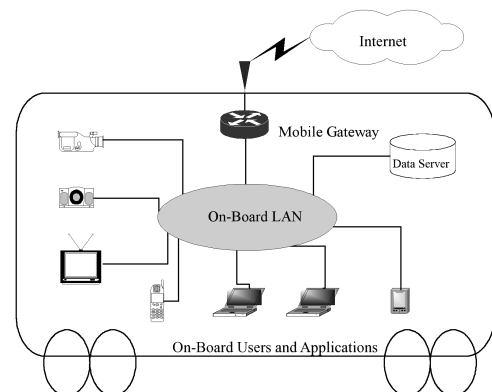 Internet
Mobile Gateway
Data Server
On-Board LAN
On-Board Users and Applications